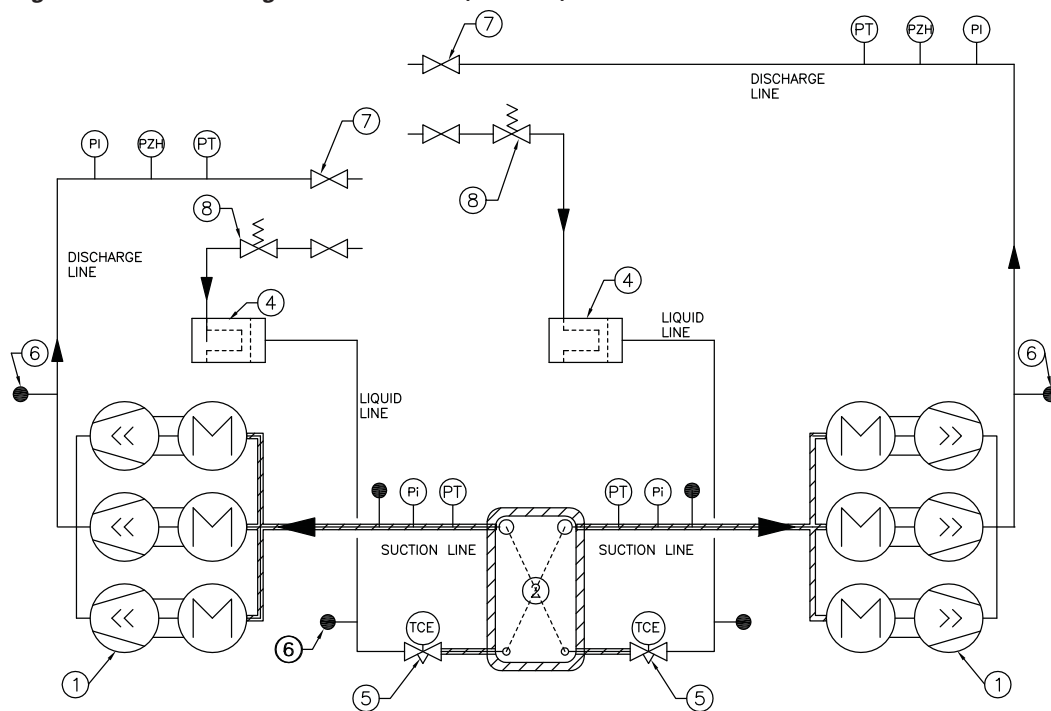 7
PT
PZH
PI
DISCHARGE
LINE
PI
PZH
PT
7
8
8
DISCHARGE
LINE
4
4
LIQUID
LINE
6
6
LIQUID
LINE
M
M
Pi
PT
PT
Pi
M
M
SUCTION LINE
SUCTION LINE
2
M
M
TCE
TCE
6
1
5
5
1